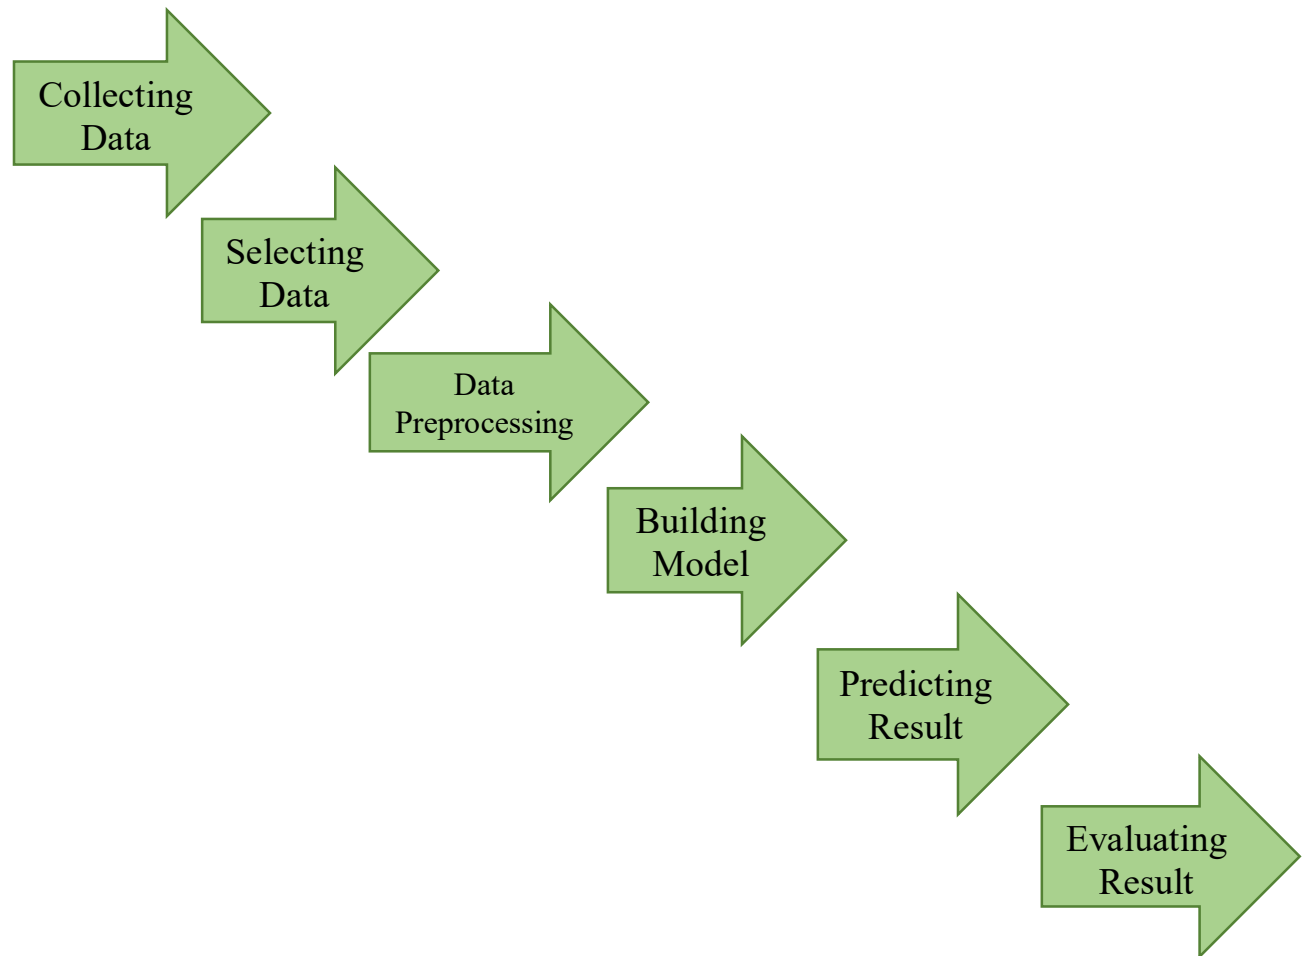 Collecting
Data
Selecting
Data
Data
Preprocessing
Building
Model
Predicting
Result
Evaluating
Result